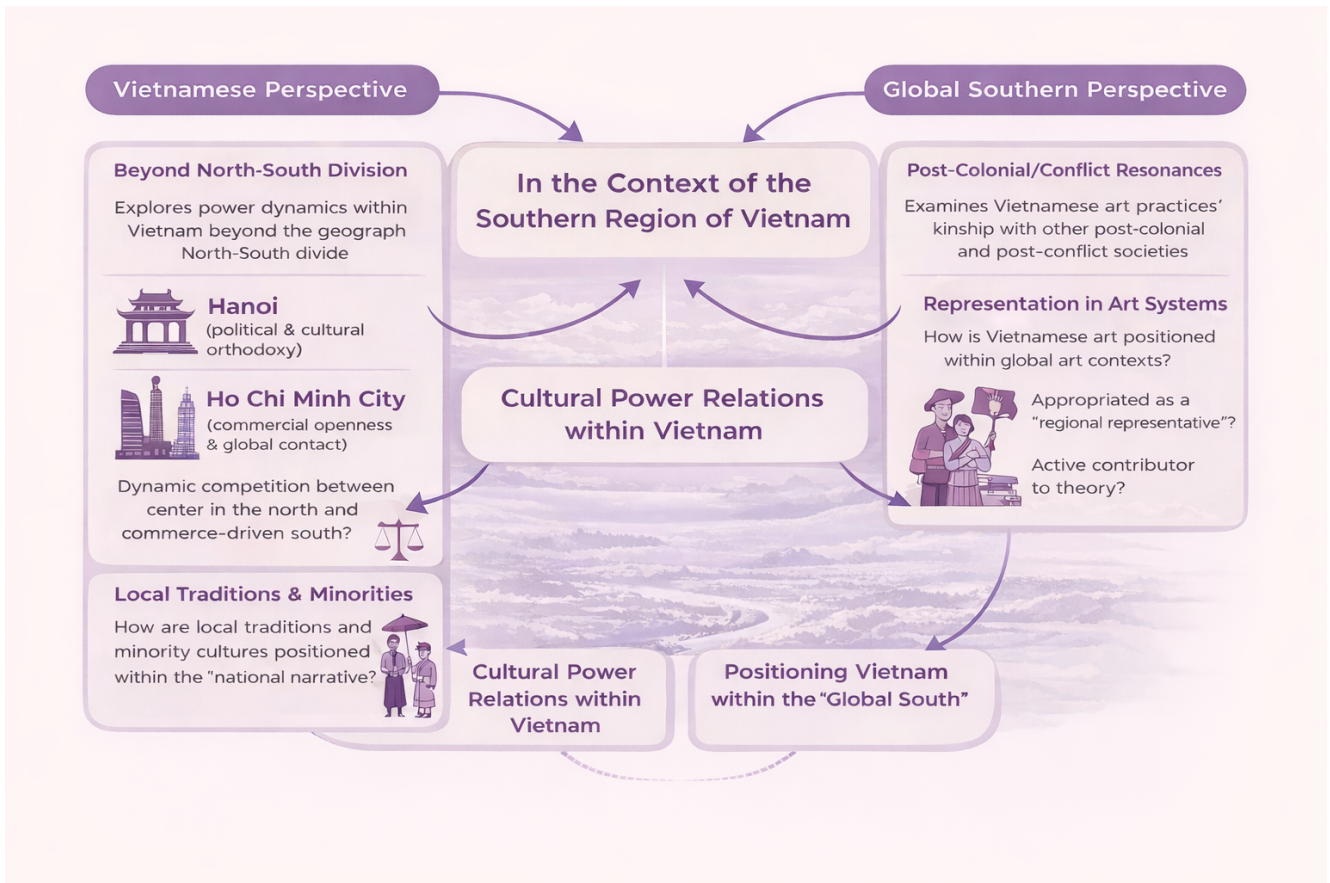 Vietnamese Perspective
Global Southern Perspective
Beyond North-South Division
Explores power dynamics within
Vietnam beyond the geograph
North-South divide
Hanoi
(political & cultural
orthodoxy)
Ho Chi Minh City
(commercial openness
& global contact)
Dynamic competition between
center in the north and
commerce-driven south?
Local Traditions & Minorities
How are local traditions and
minority cultures positioned
within the "national narrative?
In the Context of the
Southern Region of Vietnam
Cultural Power Relations
within Vietnam
Cultural Power
Relations within
Vietnam
Positioning Vietnam
within the "Global South"
Post-Colonial/Conflict Resonances
Examines Vietnamese art practices'
kinship with other post-colonial
and post-conflict societies
Representation in Art Systems
How is Vietnamese art positioned
within global art contexts?
Appropriated as a
"regional representative"?
Active contributor
to theory?